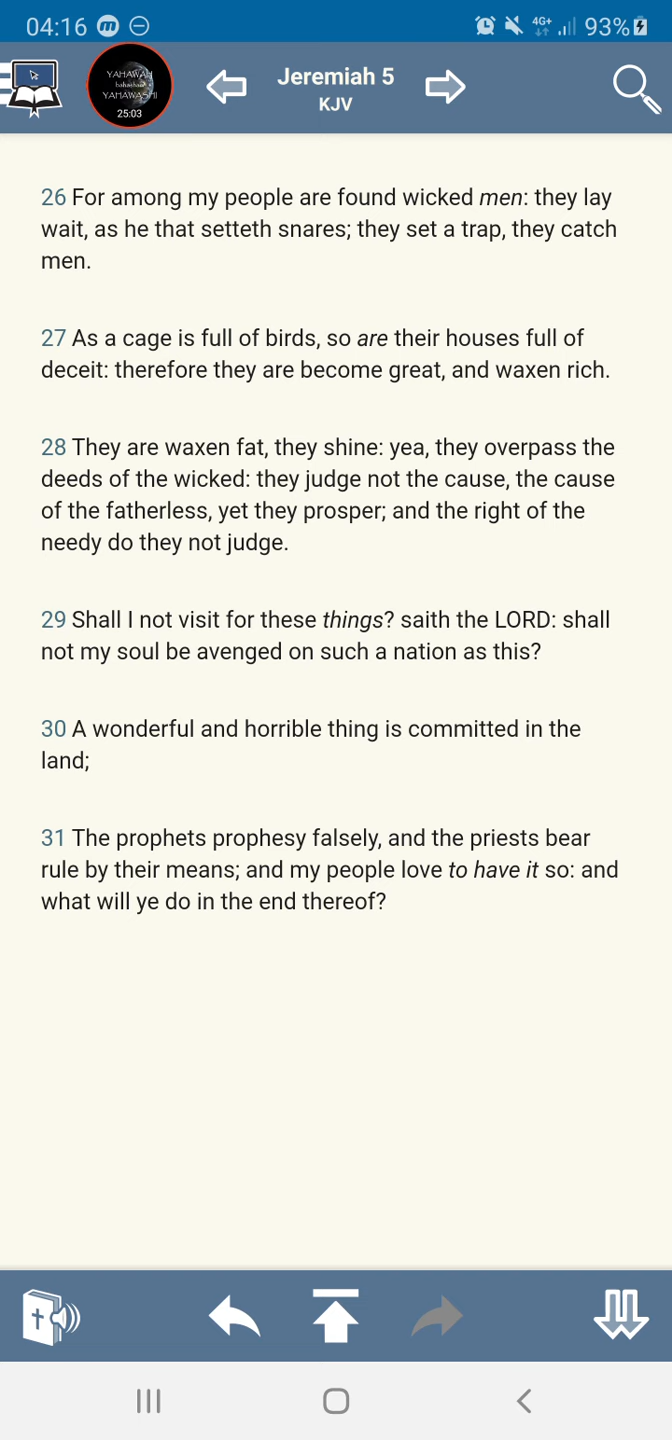 04:16 4G+ 93%
YAHAWAH
bahasham
YAHAWASHI
25:03
Jeremiah 5
KJV
26 For among my people are found wicked men: they lay
wait, as he that setteth snares; they set a trap, they catch
men.
27 As a cage is full of birds, so are their houses full of
deceit: therefore they are become great, and waxen rich.
28 They are waxen fat, they shine: yea, they overpass the
deeds of the wicked: they judge not the cause, the cause
of the fatherless, yet they prosper; and the right of the
needy do they not judge.
29 Shall I not visit for these things? saith the LORD: shall
not my soul be avenged on such a nation as this?
30 A wonderful and horrible thing is committed in the
land;
31 The prophets prophesy falsely, and the priests bear
rule by their means; and my people love to have it so: and
what will ye do in the end thereof?